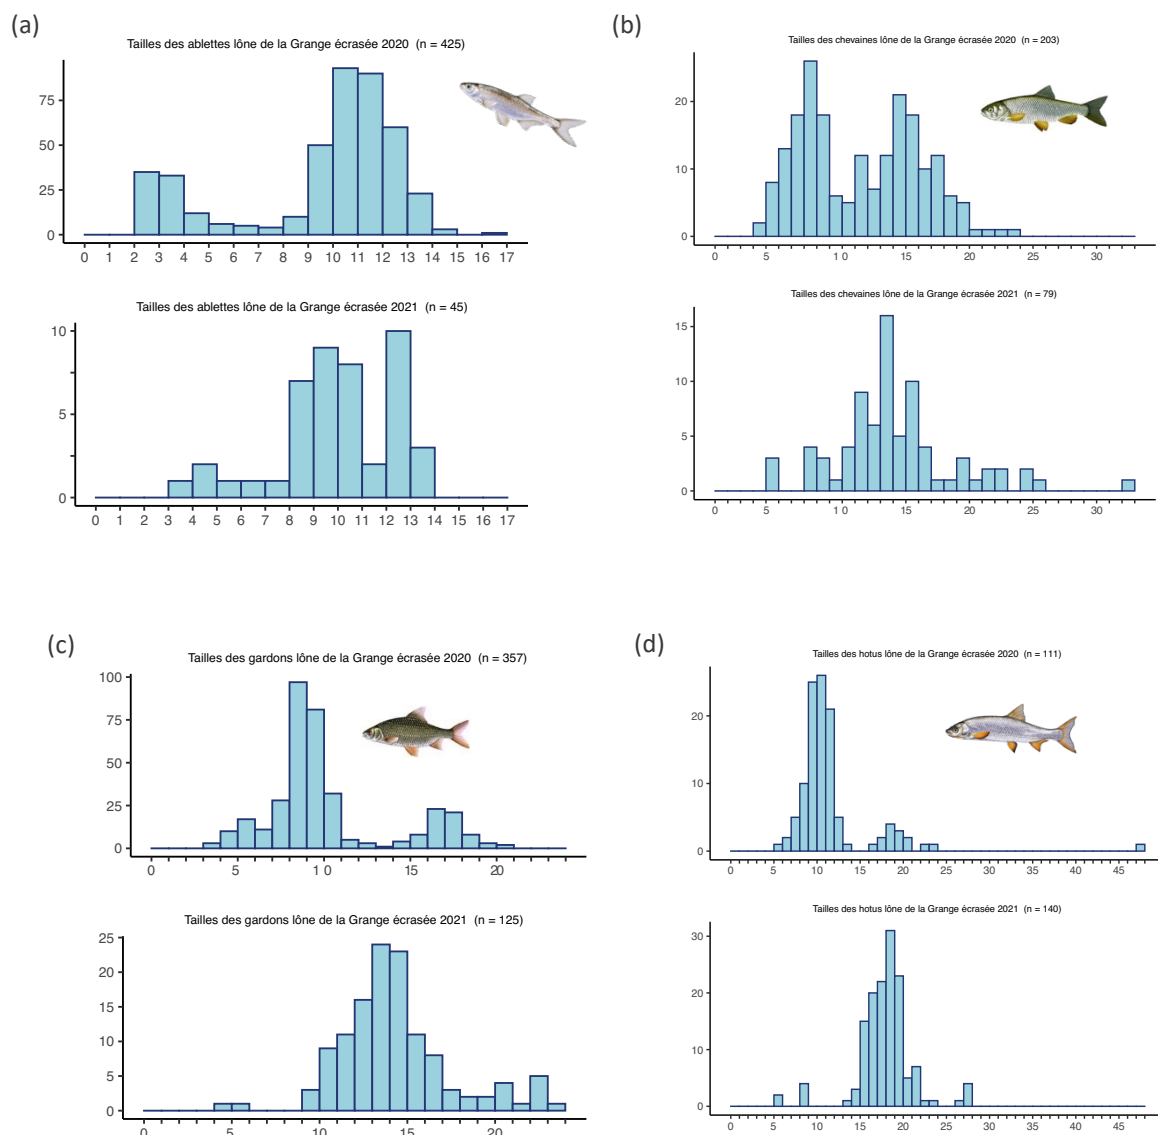 (a)
Tailles des ablettes lône de la Grange écrasée 2020 (n = 425)
75
50
25
0
0 1 2 3 4 5 6 7 8 9 10 11 12 13 14 15 16 17
Tailles des ablettes lône de la Grange écrasée 2021 (n = 45)
10
5
0
0 1 2 3 4 5 6 7 8 9 10 11 12 13 14 15 16 17
(b)
Tailles des chevaines lône de la Grange écrasée 2020 (n = 203)
20
10
0
0 5 1 0 15 20 25 30
Tailles des chevaines lône de la Grange écrasée 2021 (n = 79)
15
10
5
0
0 5 1 0 15 20 25 30
(c)
Tailles des gardons lône de la Grange écrasée 2020 (n = 357)
100
75
50
25
0
0 5 1 0 15 20
Tailles des gardons lône de la Grange écrasée 2021 (n = 125)
25
20
15
10
5
0
0 5 10 15 20
(d)
Tailles des hotus lône de la Grange écrasée 2020 (n = 111)
20
10
0
0 5 10 15 20 25 30 35 40 45
Tailles des hotus lône de la Grange écrasée 2021 (n = 140)
30
20
10
0
0 5 10 15 20 25 30 35 40 45